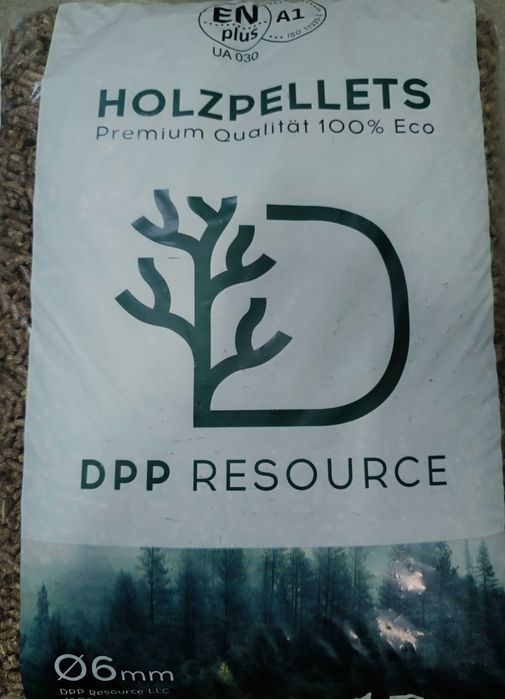 EN
plus
A1
UA 030
HOLZPELLETS
Premium Qualität 100% Eco
DPP RESOURCE
Ø6mm
DPP Resource LLC